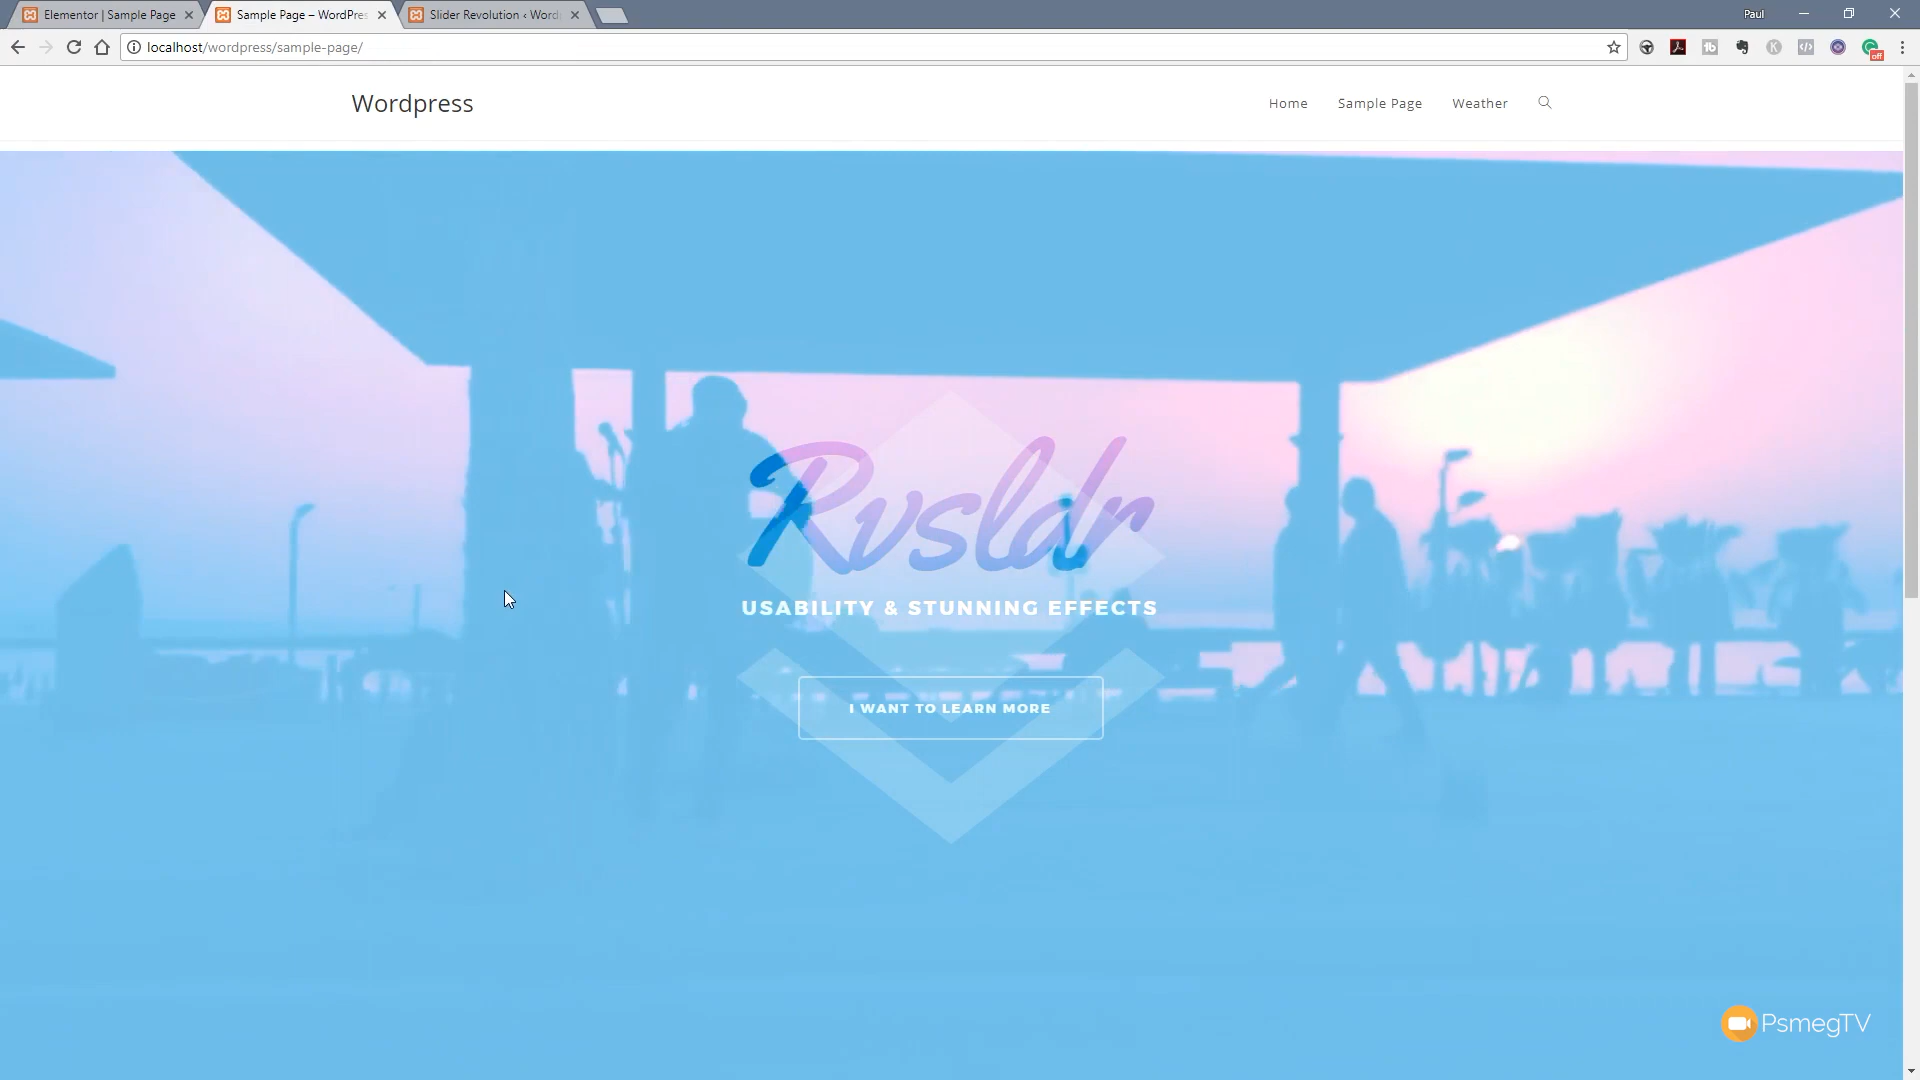 Elementor | Sample Page
Sample Page – WordPres
Slider Revolution ‹ Word
Paul
localhost/wordpress/sample-page/
off
Wordpress
Home
Sample Page
Weather
Rvsldr
USABILITY & STUNNING EFFECTS
I WANT TO LEARN MORE
PsmegTV